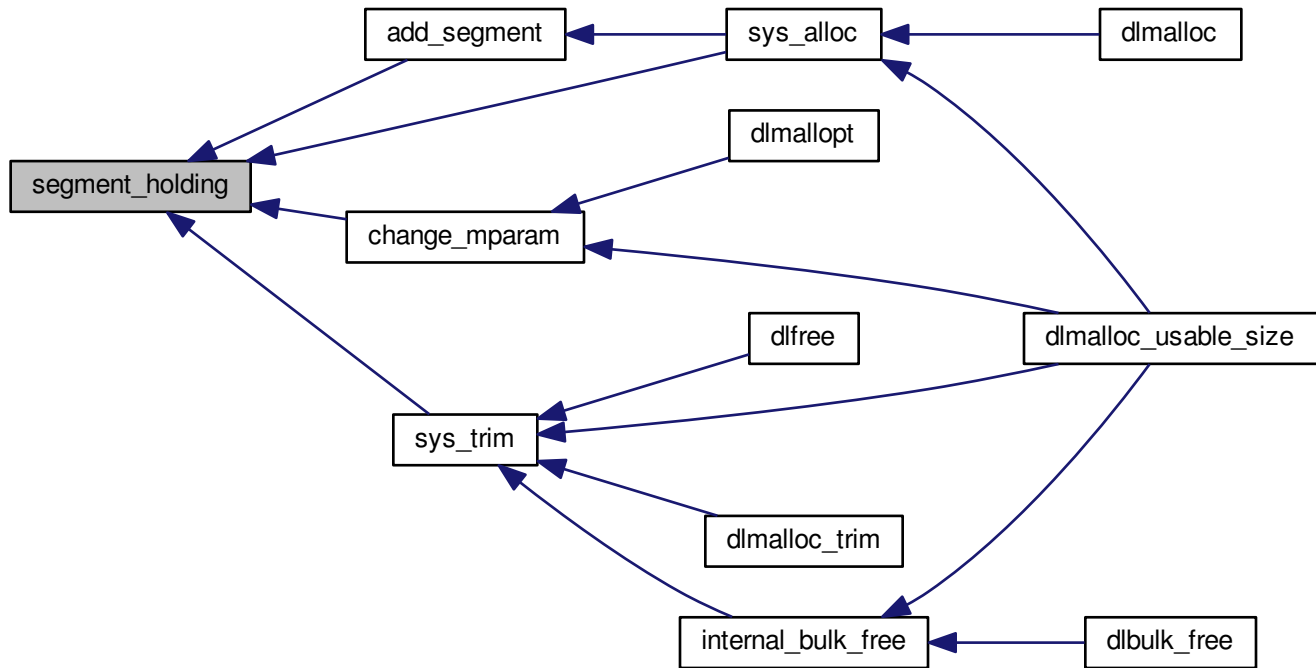 add_segment
sys_alloc
dlmalloc
dlmallopt
segment_holding
change_mparam
dlfree
dlmalloc_usable_size
sys_trim
dlmalloc_trim
internal_bulk_free
dlbulk_free